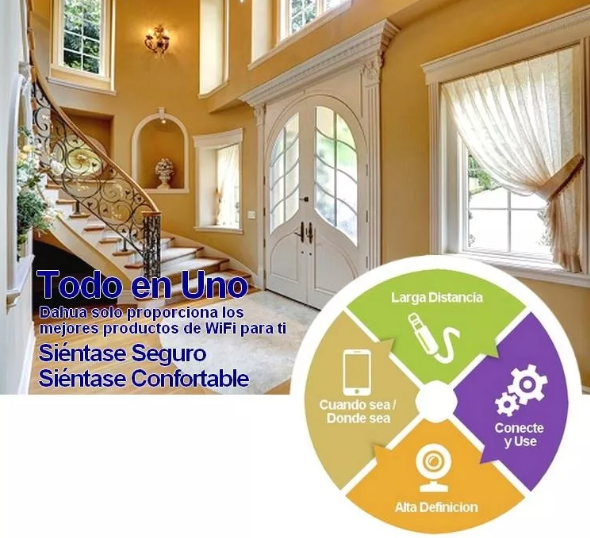 Todo en Uno
Dahua solo proporciona los
mejores productos de WiFi para ti
Siéntase Seguro
Siéntase Confortable
Larga Distancia
Cuando sea /
Donde sea
Conecte
y Use
Alta Definicion